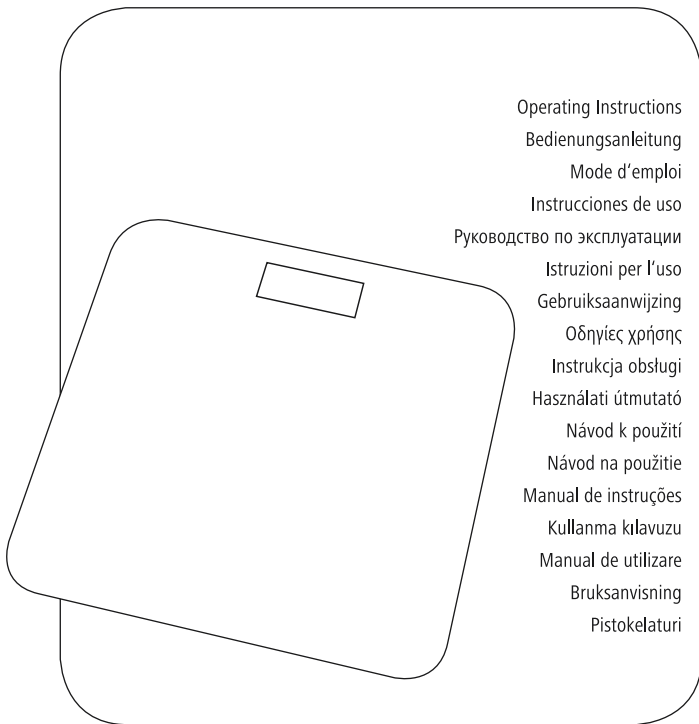 Operating Instructions
Bedienungsanleitung
Mode d'emploi
Instrucciones de uso
Руководство по эксплуатации
Istruzioni per l'uso
Gebruiksaanwijzing
Οδηγίες χρήσης
Instrukcja obsługi
Használati útmutató
Návod k použití
Návod na použitie
Manual de instruções
Kullanma kılavuzu
Manual de utilizare
Bruksanvisning
Pistokelaturi